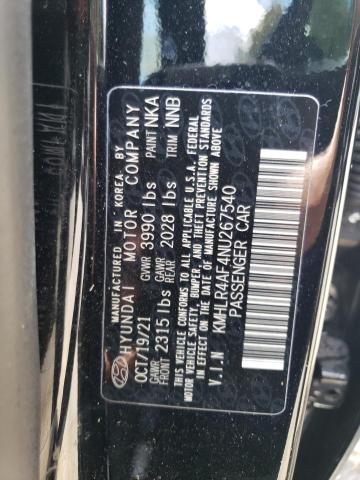 MANUFACTURED IN KOREA. BY
HYUNDAI MOTOR COMPANY
OCT/19/21 GVWR 3990 lbs PAINT NKA
GAWR FRONT 2315 lbs GAWR REAR 2028 lbs TRIM NNB
THIS VEHICLE CONFORMS TO ALL APPLICABLE U.S.A. FEDERAL
MOTOR VEHICLE SAFETY, BUMPER, AND THEFT PREVENTION STANDARDS
IN EFFECT ON THE DATE OF MANUFACTURE SHOWN ABOVE
V.I.N KMHLR4AF4NU267540
PASSENGER CAR